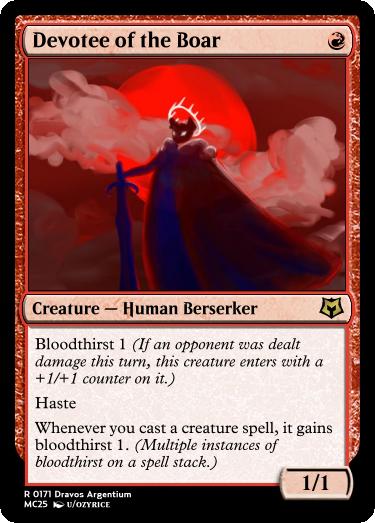 Devotee of the Boar
Creature — Human Berserker
Bloodthirst 1 (If an opponent was dealt
damage this turn, this creature enters with a
+1/+1 counter on it.)
Haste
Whenever you cast a creature spell, it gains
bloodthirst 1. (Multiple instances of
bloodthirst on a spell stack.)
1/1
R 0171 Dravos Argentium
MC25 U/OZYRICE